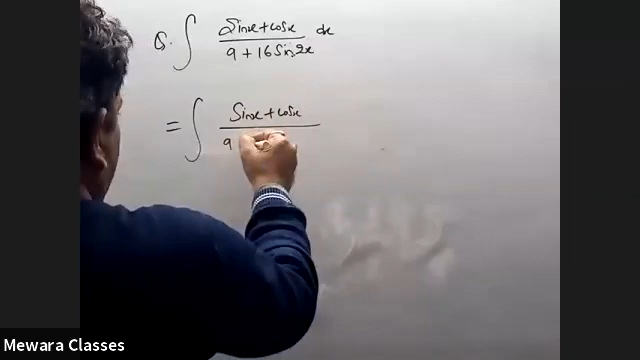 Q. ∫ Sinx+cosx / 9 + 16 Sin2x dx
= ∫ Sinx+cosx / 9
Mewara Classes